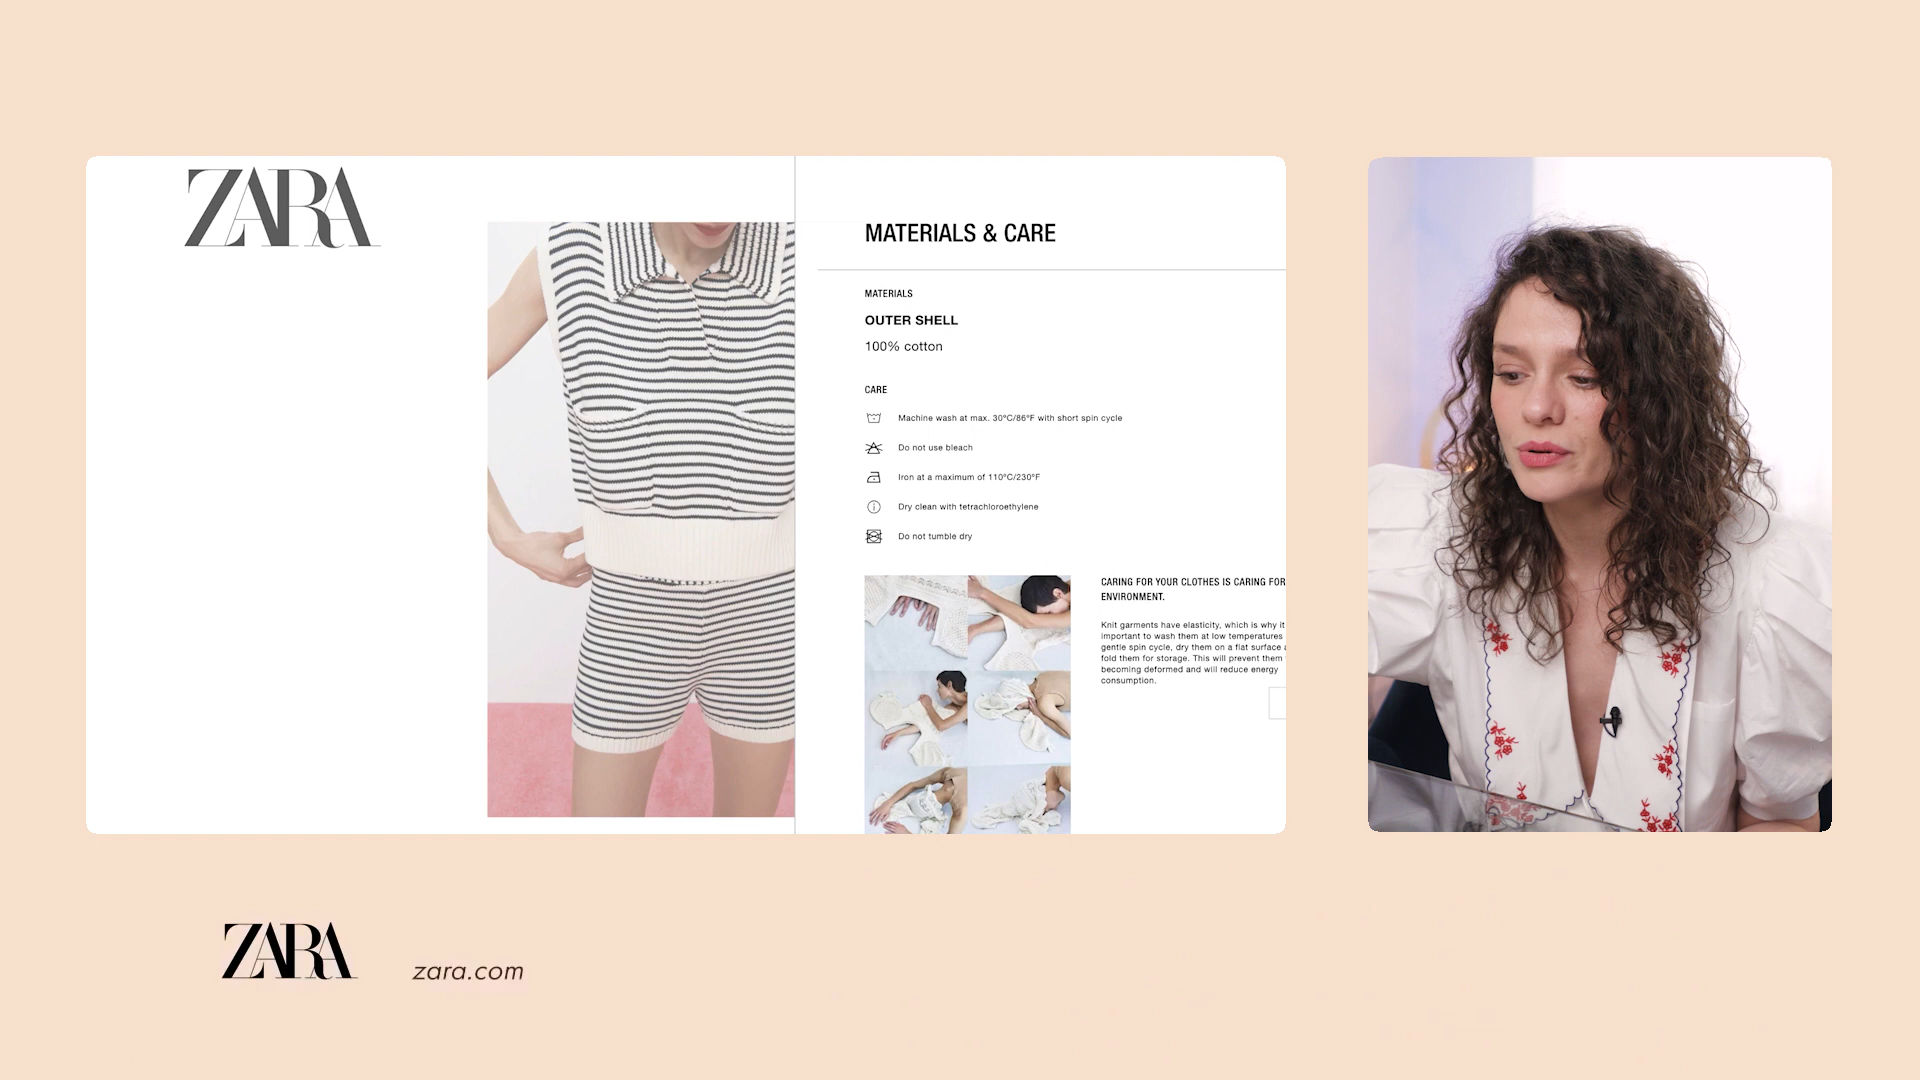 ZARA
MATERIALS & CARE
MATERIALS
OUTER SHELL
100% cotton
CARE
Machine wash at max. 30ºC/86ºF with short spin cycle
Do not use bleach
Iron at a maximum of 110ºC/230ºF
Dry clean with tetrachloroethylene
Do not tumble dry
CARING FOR YOUR CLOTHES IS CARING FOR
ENVIRONMENT.
Knit garments have elasticity, which is why it
important to wash them at low temperatures
gentle spin cycle, dry them on a flat surface
fold them for storage. This will prevent them
becoming deformed and will reduce energy
consumption.
ZARA
zara.com